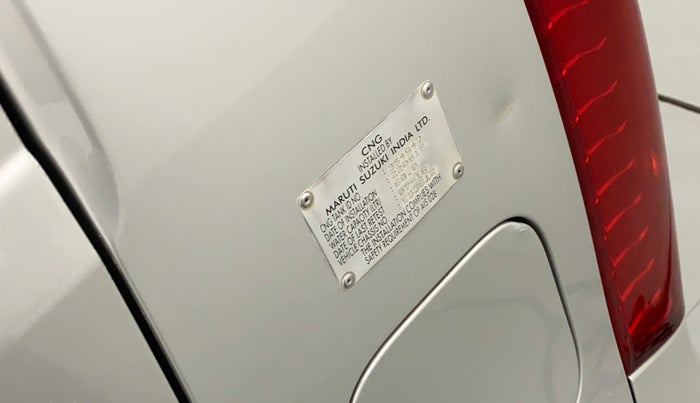 CNG
INSTALLED BY
MARUTI SUZUKI INDIA LTD.
CNG TANK ID NO.
DATE OF INSTALLATION
WATER CAPACITY (LTR)
DATE OF LAST RETEST
VEHICLE CHASSIS NO.
THE INSTALLATION COMPLIES WITH
SAFETY REQUIREMENT OF AIS 028